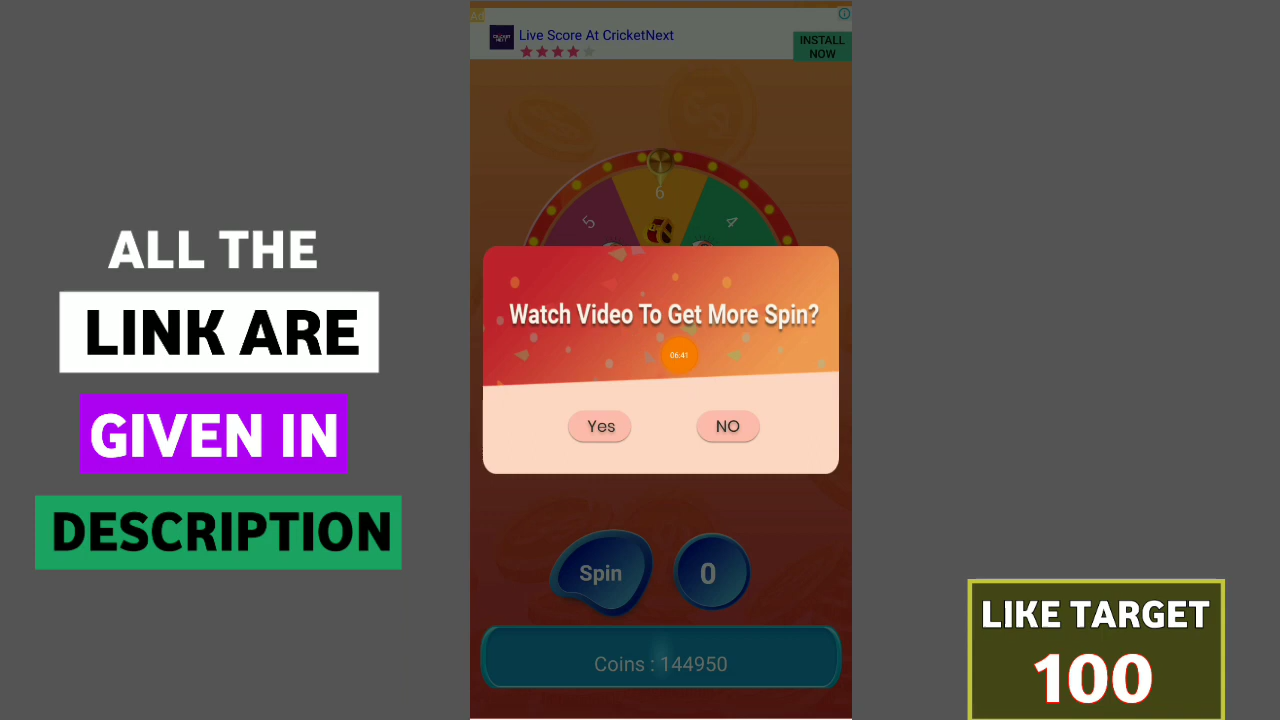 Ad
Live Score At CricketNext
INSTALL
NOW
6
5
4
Watch Video To Get More Spin?
06:41
Yes
NO
Spin
0
Coins : 144950
ALL THE
LINK ARE
GIVEN IN
DESCRIPTION
LIKE TARGET
100